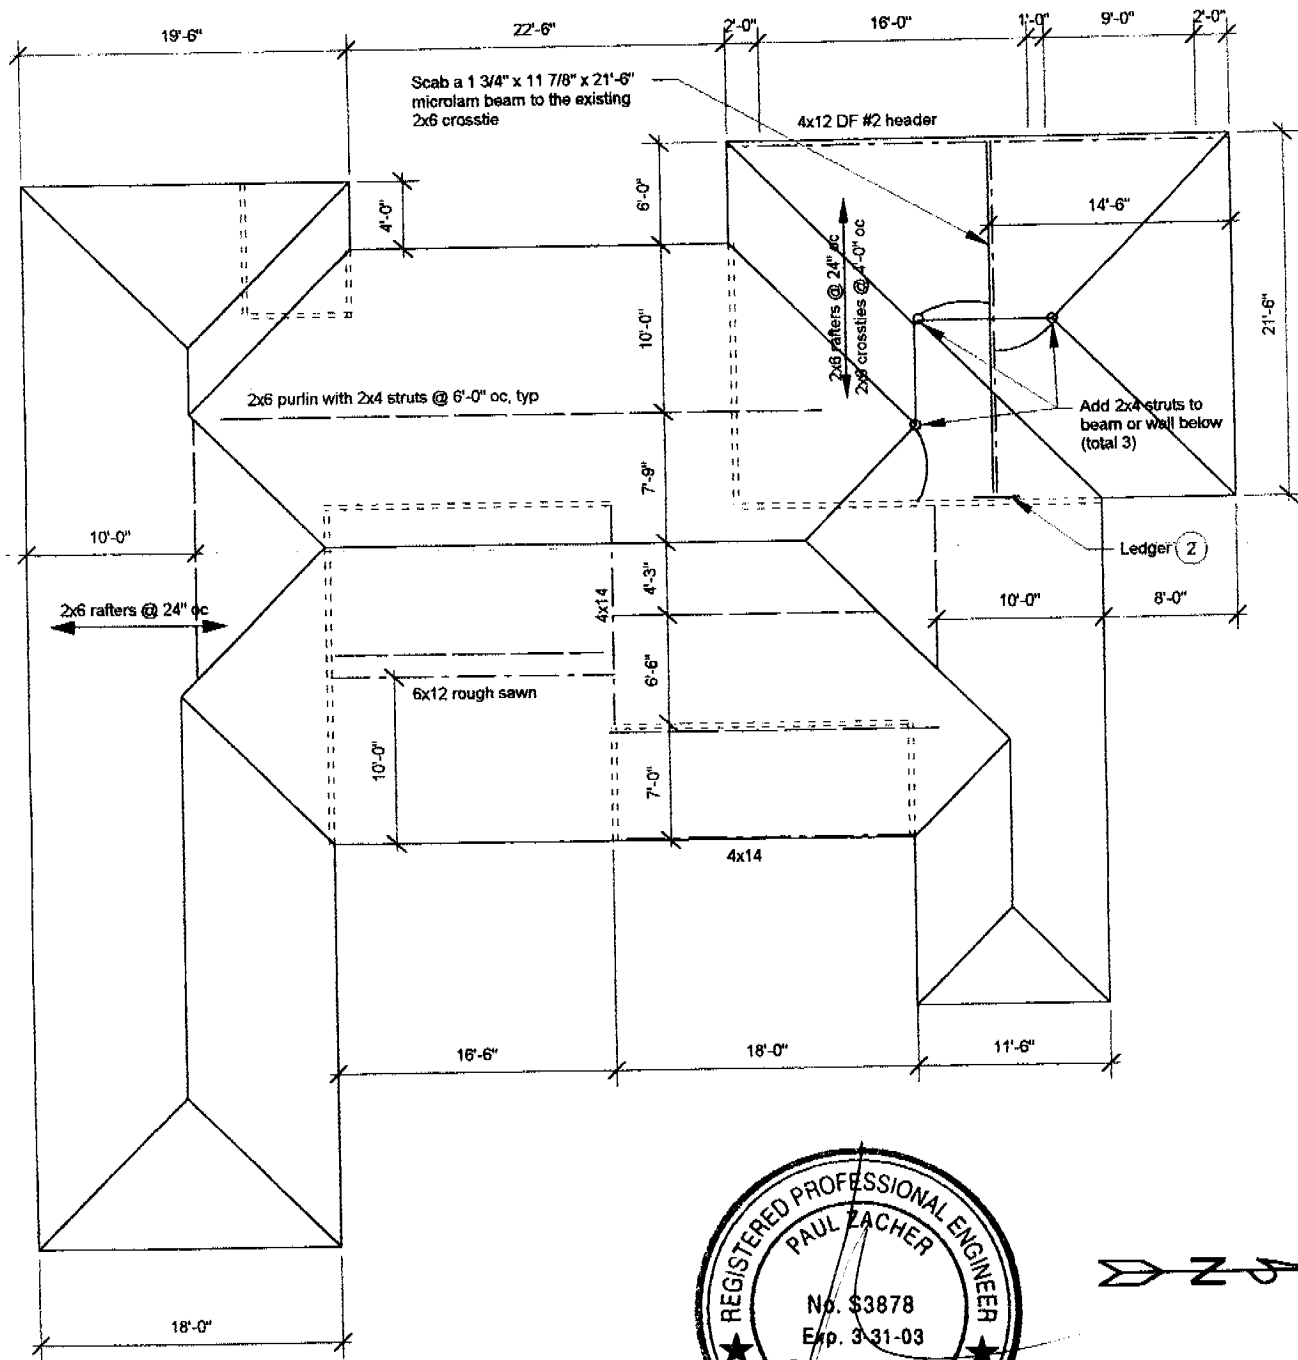 19'-6"
22'-6"
2'-0"
16'-0"
1'-0"
9'-0"
2'-0"
Scab a 1 3/4" x 11 7/8" x 21'-6"
microlam beam to the existing
2x6 crosstie
4x12 DF #2 header
6'-0"
4'-0"
14'-6"
2x6 rafters @ 24" oc
2x6 crossties @ 4'-0" oc
21'-6"
10'-0"
2x6 purlin with 2x4 struts @ 6'-0" oc, typ
Add 2x4 struts to
beam or wall below
(total 3)
7'-9"
10'-0"
Ledger 2
4'-3"
4x14
10'-0"
8'-0"
2x6 rafters @ 24" oc
6'-6"
6x12 rough sawn
10'-0"
7'-0"
4x14
16'-6"
18'-0"
11'-6"
REGISTERED PROFESSIONAL ENGINEER
PAUL ZACHER
No. S3878
Exp. 3-31-03
N
18'-0"